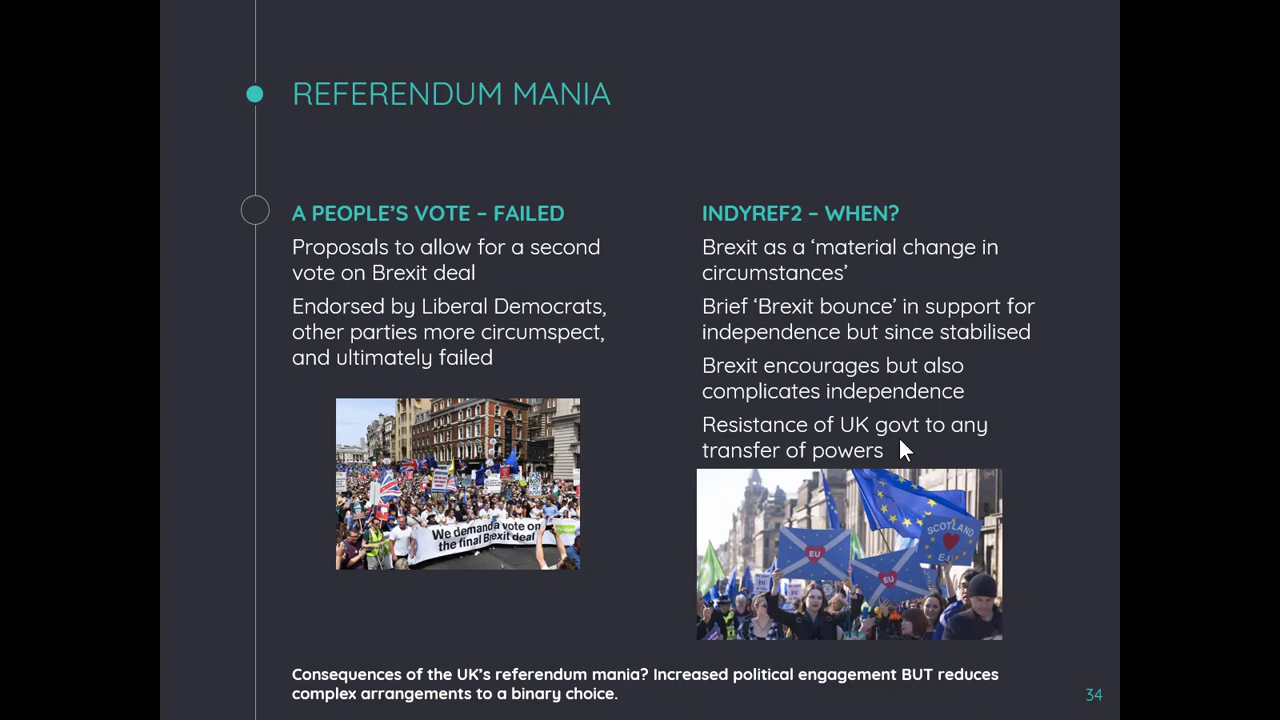 REFERENDUM MANIA
A PEOPLE'S VOTE – FAILED
Proposals to allow for a second
vote on Brexit deal
Endorsed by Liberal Democrats,
other parties more circumspect,
and ultimately failed
We demand a vote on
the final Brexit deal
INDYREF2 – WHEN?
Brexit as a ‘material change in
circumstances’
Brief ‘Brexit bounce’ in support for
independence but since stabilised
Brexit encourages but also
complicates independence
Resistance of UK govt to any
transfer of powers
EU
EU
SCOTLAND
Consequences of the UK’s referendum mania? Increased political engagement BUT reduces
complex arrangements to a binary choice.
34